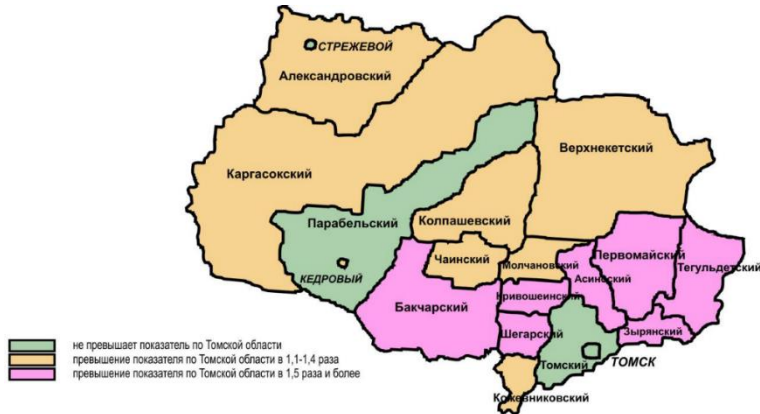 СТРЕЖЕВОЙ
Александровский
Верхнекетский
Каргасокский
Парабельский
Колпашевский
Чаинский
Молчановский
Первомайский
Тегульдетский
КЕДРОВЫЙ
Асиновский
Бакчарский
Кривошеинский
Шегарский
Зырянский
Томский
ТОМСК
Кожевниковский
не превышает показатель по Томской области
превышение показателя по Томской области в 1,1-1,4 раза
превышение показателя по Томской области в 1,5 раза и более